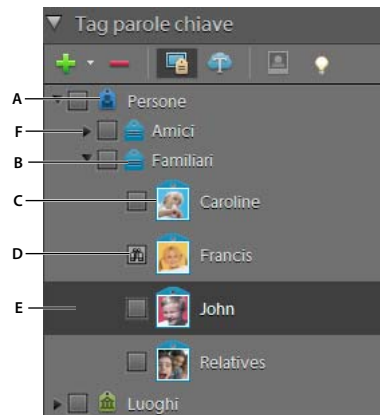 Tag parole chiave
A Persone
F Amici
B Familiari
C Caroline
D Francis
E John
Relatives
Luoghi